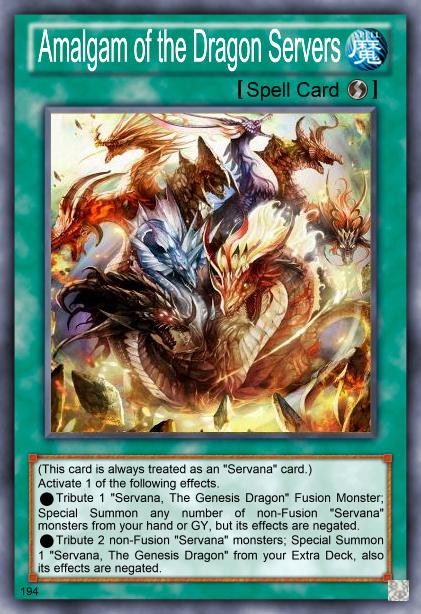 Amalgam of the Dragon Servers
SPELL
魔
[Spell Card]
(This card is always treated as an "Servana" card.)
Activate 1 of the following effects.
●Tribute 1 "Servana, The Genesis Dragon" Fusion Monster;
Special Summon any number of non-Fusion "Servana"
monsters from your hand or GY, but its effects are negated.
●Tribute 2 non-Fusion "Servana" monsters; Special Summon
1 "Servana, The Genesis Dragon" from your Extra Deck, also
its effects are negated.
194